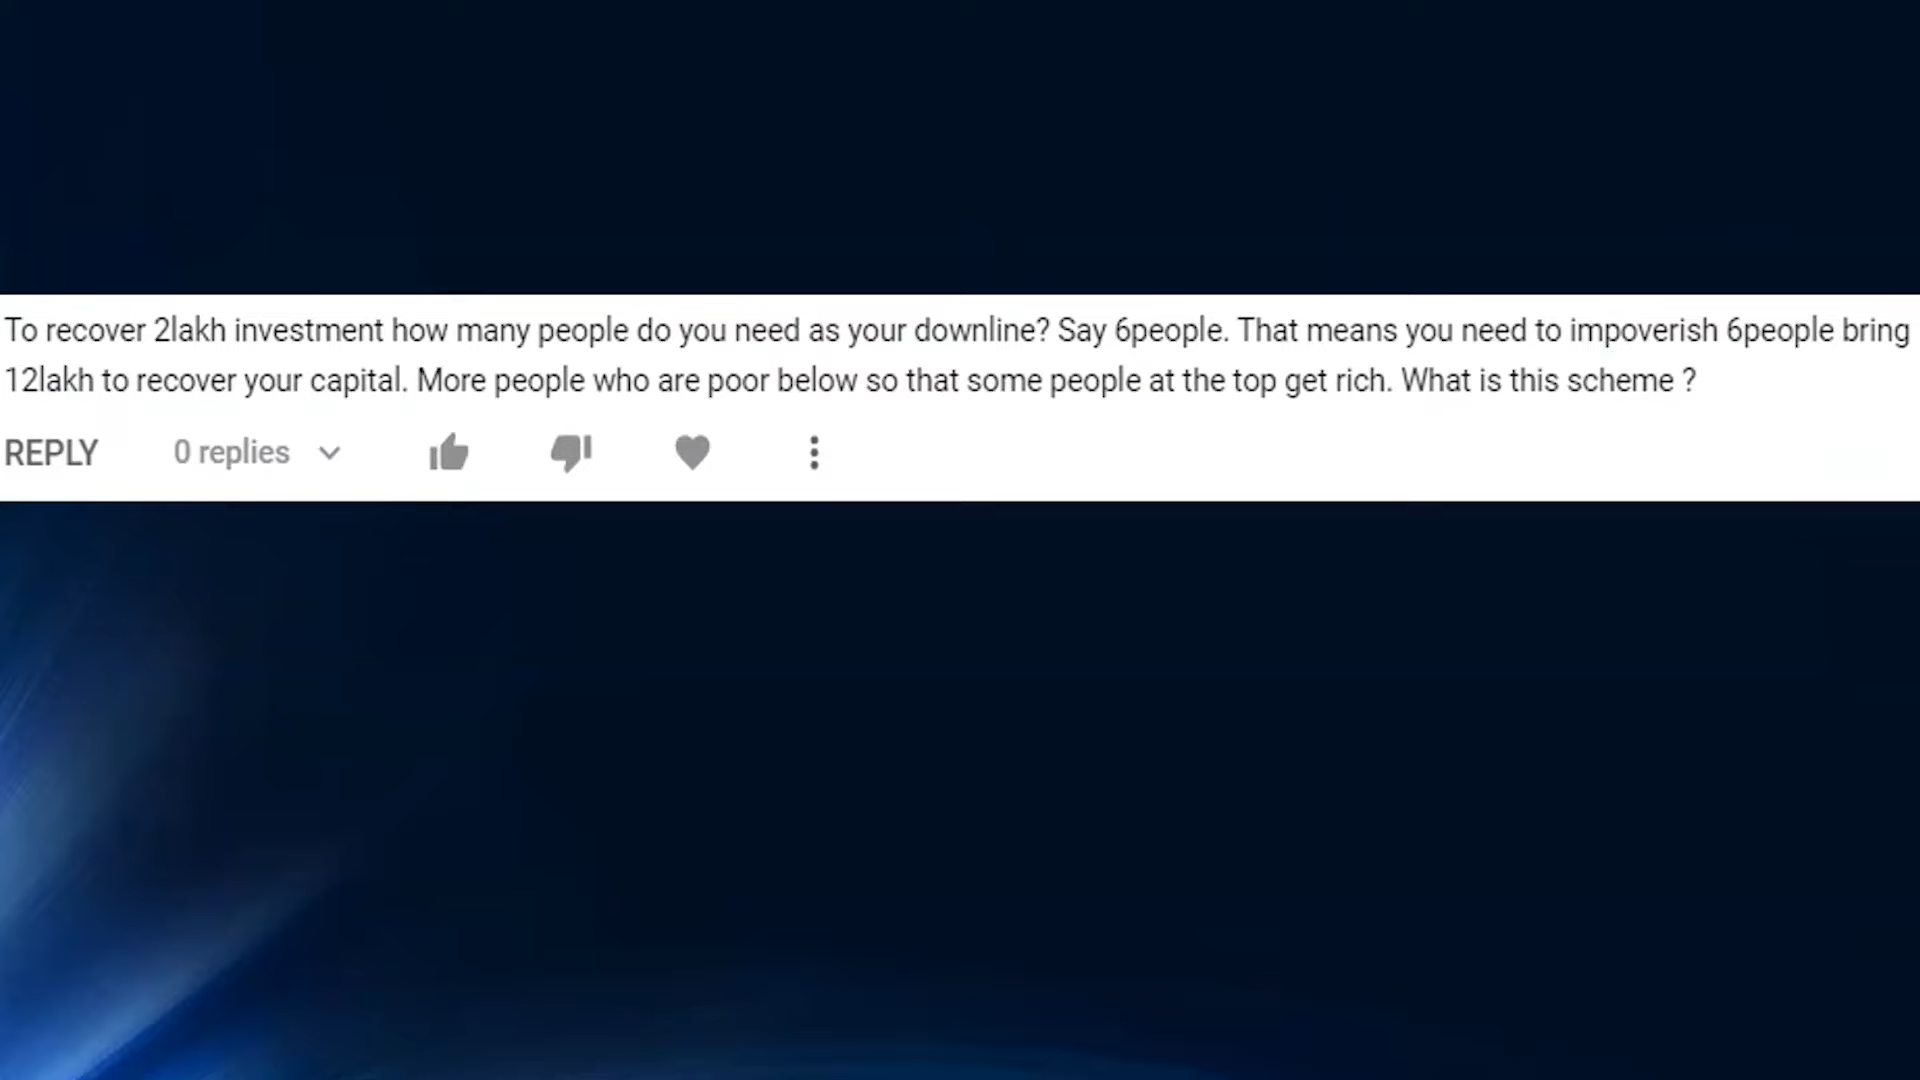 To recover 2lakh investment how many people do you need as your downline? Say 6people. That means you need to impoverish 6people bring
12lakh to recover your capital. More people who are poor below so that some people at the top get rich. What is this scheme ?
REPLY 0 replies